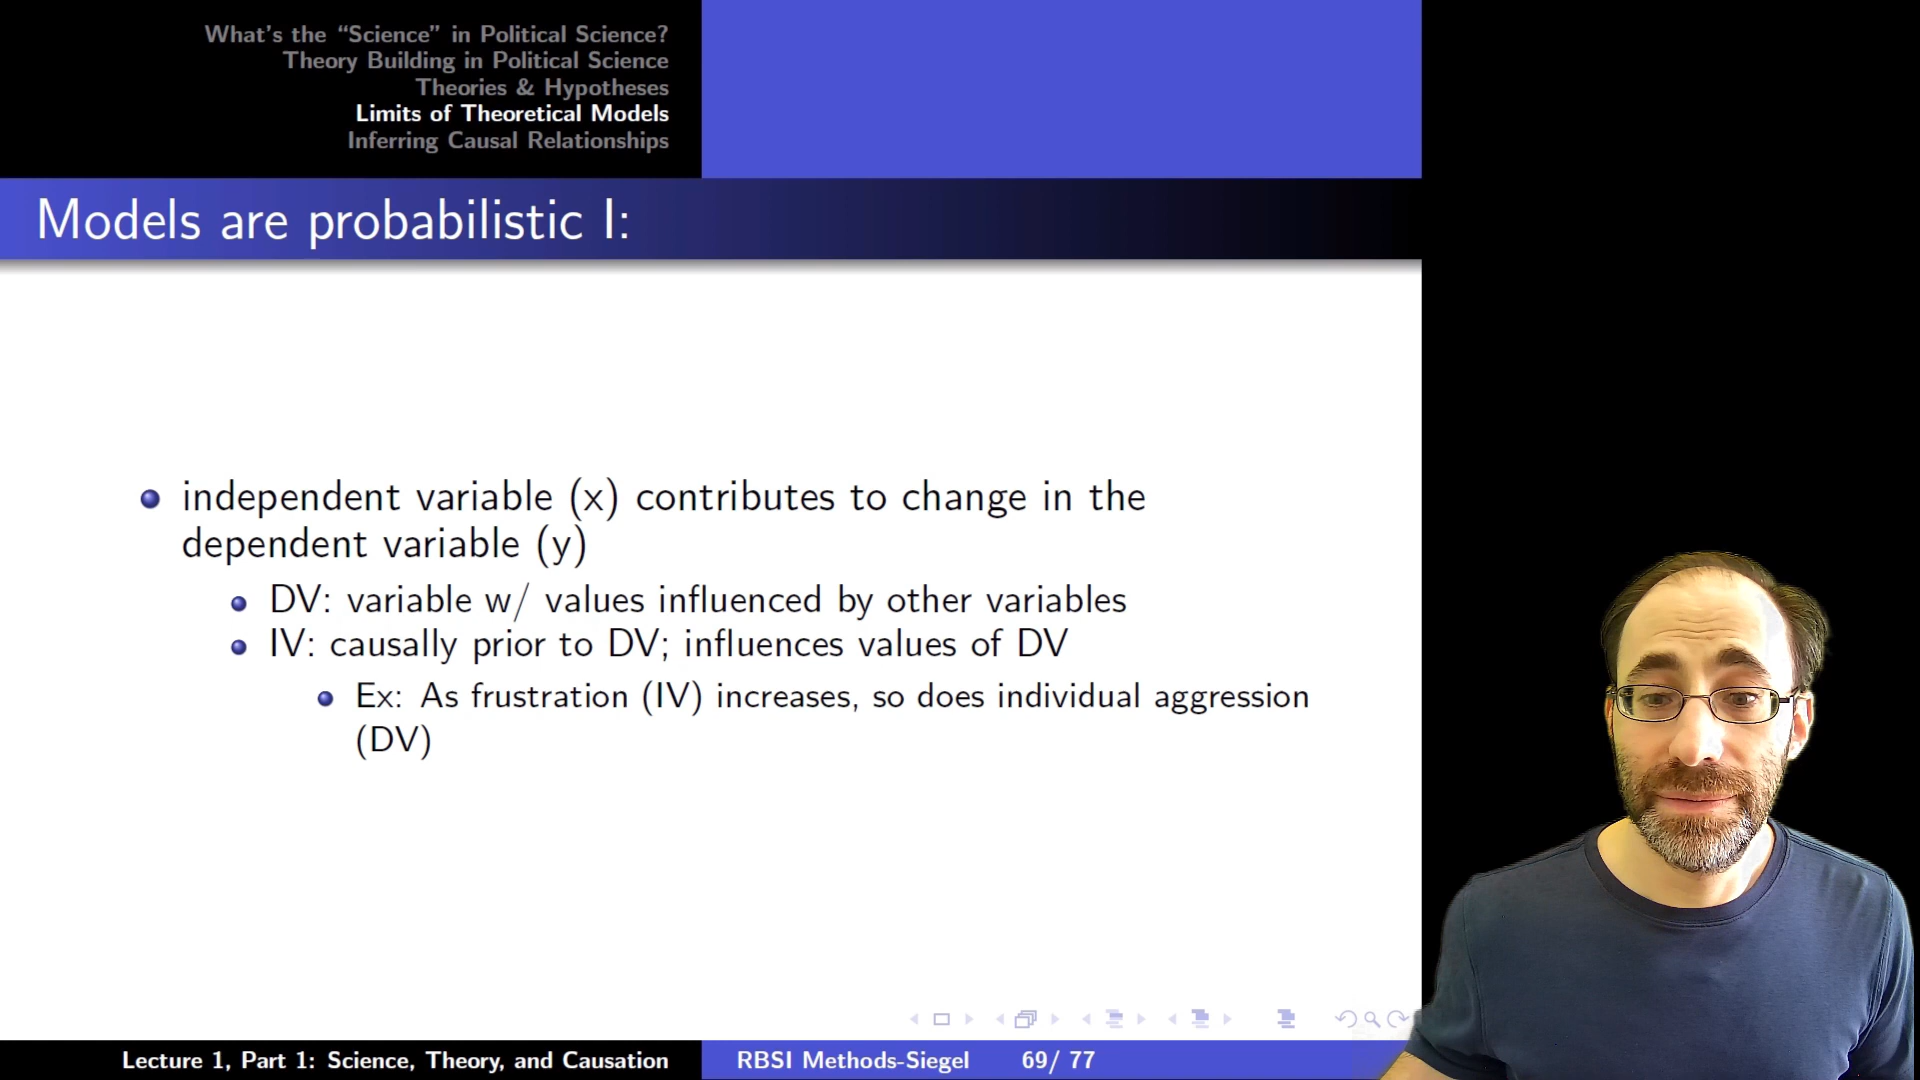 What's the “Science” in Political Science?
Theory Building in Political Science
Theories & Hypotheses
Limits of Theoretical Models
Inferring Causal Relationships
Models are probabilistic I:
independent variable (x) contributes to change in the
dependent variable (y)
DV: variable w/ values influenced by other variables
IV: causally prior to DV; influences values of DV
Ex: As frustration (IV) increases, so does individual aggression
(DV)
Lecture 1, Part 1: Science, Theory, and Causation
RBSI Methods-Siegel 69/ 77